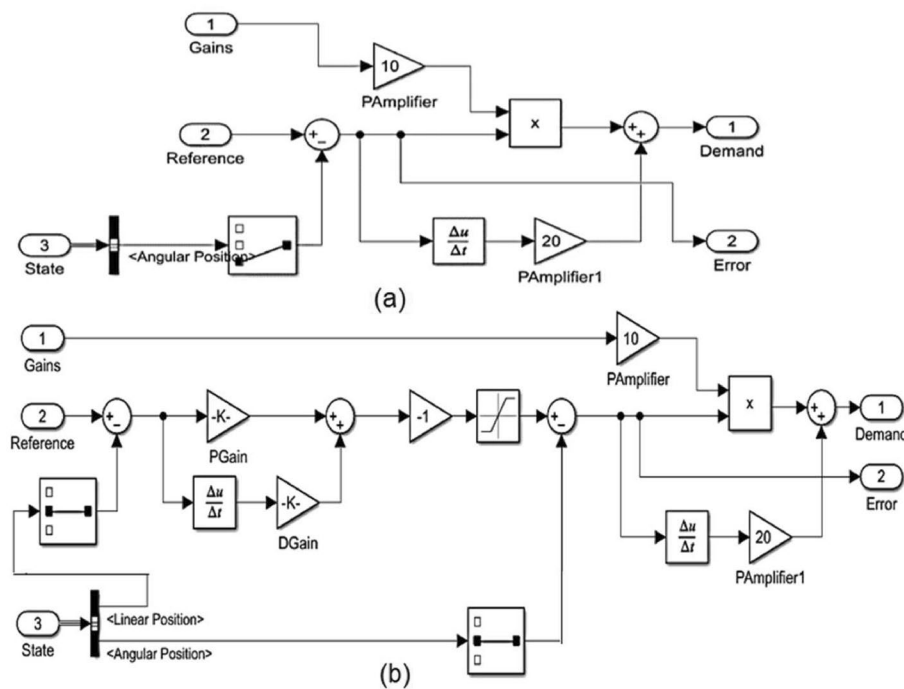 1
Gains
10
PAmplifier
2
Reference
+
−
x
+
+
1
Demand
3
State
<Angular Position>
Δu
Δt
20
PAmplifier1
2
Error
(a)
1
Gains
10
PAmplifier
2
Reference
+
−
-K-
PGain
+
+
-1
+
−
x
+
+
1
Demand
2
Error
Δu
Δt
-K-
DGain
Δu
Δt
20
PAmplifier1
3
State
<Linear Position>
<Angular Position>
(b)